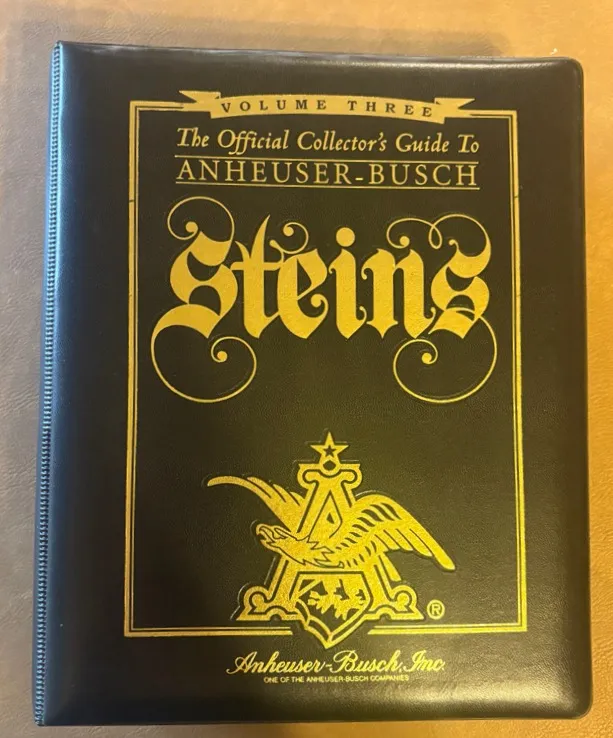 VOLUME THREE
The Official Collector's Guide To
ANHEUSER-BUSCH
Steins
A
®
Anheuser-Busch, Inc.
ONE OF THE ANHEUSER-BUSCH COMPANIES